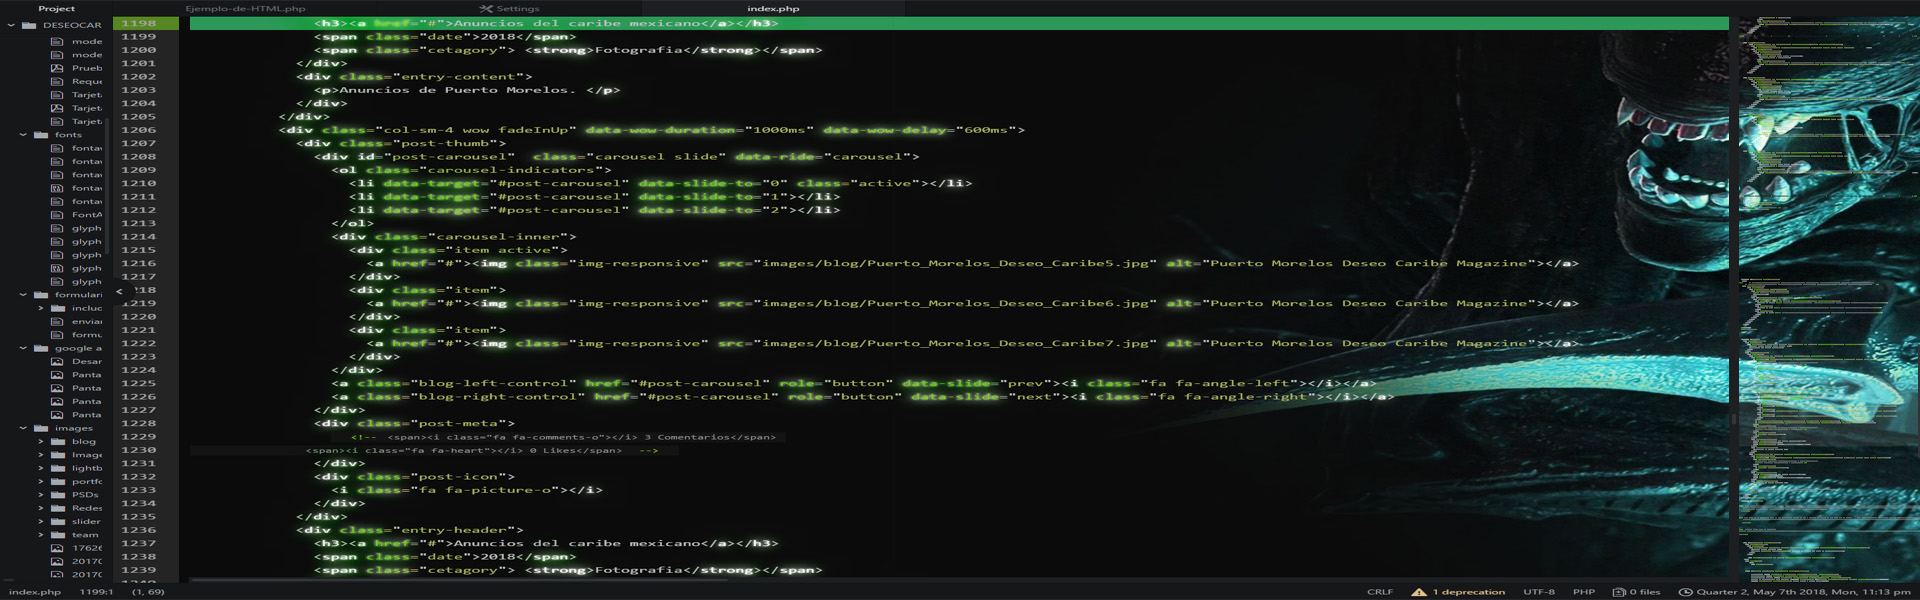 Project
Ejemplo-de-HTML.php
Settings
index.php
DESEOCAR
mode
mode
Prueb
Reque
Tarjet
Tarjet
Tarjet
fonts
fontav
fontav
fontav
fontav
fontav
FontA
glyph
glyph
glyph
glyph
glyph
formulari
includ
enviar
formu
google a
Desar
Panta
Panta
Panta
Panta
images
blog
Image
lightb
portfo
PSDs
Redes
slider
team
17626
2017C
2017C
1198 <h3><a href="#">Anuncios del caribe mexicano</a></h3>
1199 <span class="date">2018</span>
1200 <span class="cetagory"> <strong>Fotografia</strong></span>
1201 </div>
1202 <div class="entry-content">
1203 <p>Anuncios de Puerto Morelos. </p>
1204 </div>
1205 </div>
1206 <div class="col-sm-4 wow fadeInUp" data-wow-duration="1000ms" data-wow-delay="600ms">
1207 <div class="post-thumb">
1208 <div id="post-carousel"  class="carousel slide" data-ride="carousel">
1209 <ol class="carousel-indicators">
1210 <li data-target="#post-carousel" data-slide-to="0" class="active"></li>
1211 <li data-target="#post-carousel" data-slide-to="1"></li>
1212 <li data-target="#post-carousel" data-slide-to="2"></li>
1213 </ol>
1214 <div class="carousel-inner">
1215 <div class="item active">
1216 <a href="#"><img class="img-responsive" src="images/blog/Puerto_Morelos_Deseo_Caribe5.jpg" alt="Puerto Morelos Deseo Caribe Magazine"></a>
1217 </div>
1218 <div class="item">
1219 <a href="#"><img class="img-responsive" src="images/blog/Puerto_Morelos_Deseo_Caribe6.jpg" alt="Puerto Morelos Deseo Caribe Magazine"></a>
1220 </div>
1221 <div class="item">
1222 <a href="#"><img class="img-responsive" src="images/blog/Puerto_Morelos_Deseo_Caribe7.jpg" alt="Puerto Morelos Deseo Caribe Magazine"></a>
1223 </div>
1224 </div>
1225 <a class="blog-left-control" href="#post-carousel" role="button" data-slide="prev"><i class="fa fa-angle-left"></i></a>
1226 <a class="blog-right-control" href="#post-carousel" role="button" data-slide="next"><i class="fa fa-angle-right"></i></a>
1227 </div>
1228 <div class="post-meta">
1229 <!-- <span><i class="fa fa-comments-o"></i> 3 Comentarios</span>
1230 <span><i class="fa fa-heart"></i> 0 Likes</span>  -->
1231 </div>
1232 <div class="post-icon">
1233 <i class="fa fa-picture-o"></i>
1234 </div>
1235 </div>
1236 <div class="entry-header">
1237 <h3><a href="#">Anuncios del caribe mexicano</a></h3>
1238 <span class="date">2018</span>
1239 <span class="cetagory"> <strong>Fotografia</strong></span>
index.php 1199:1 (1, 69) CRLF 1 deprecation UTF-8 PHP 0 files Quarter 2, May 7th 2018, Mon, 11:13 pm